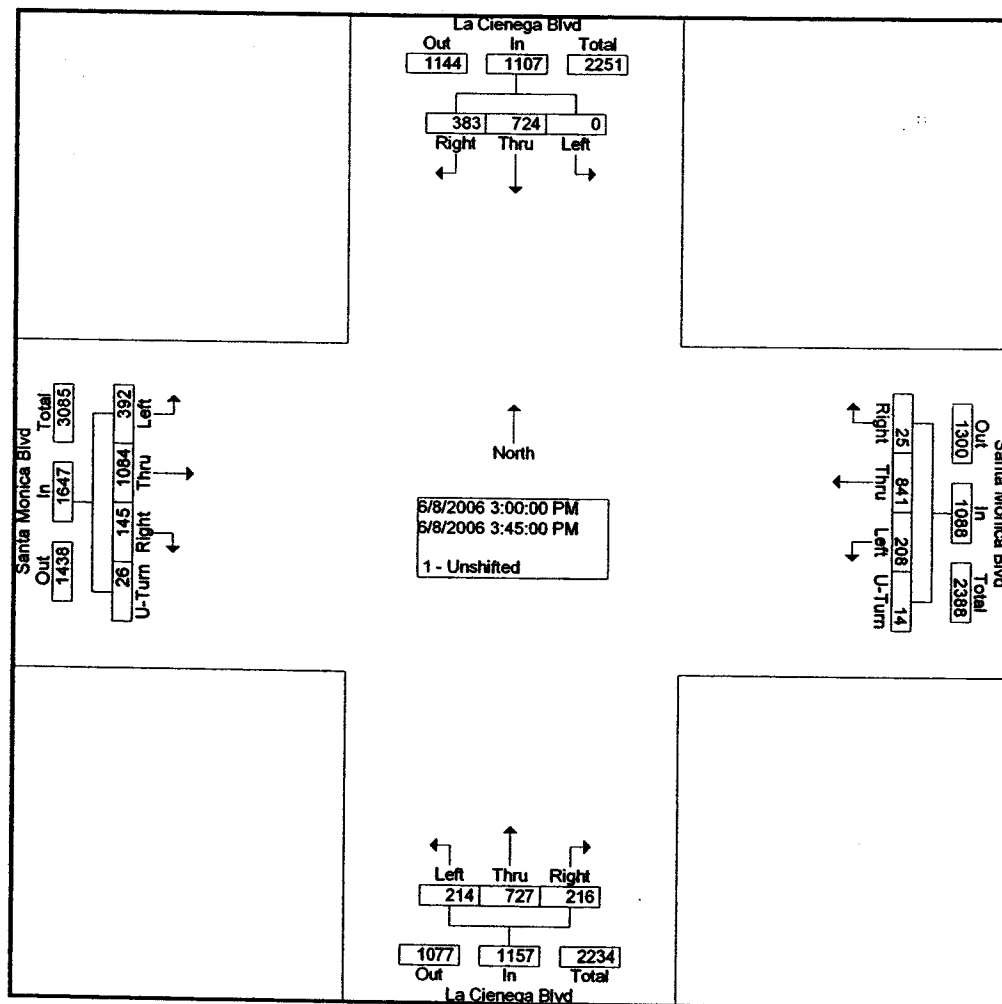 La Cienega Blvd
Out In Total
1144 1107 2251
383 724 0
Right Thru Left
Santa Monica Blvd
Total In Out
3085 1647 1438
392 1084 145 26
Left Thru Right U-Turn
North
6/8/2006 3:00:00 PM
6/8/2006 3:45:00 PM
1 - Unshifted
Right Thru Left U-Turn
25 841 208 14
1300 1088 2388
Out In Total
Santa Monica Blvd
Left Thru Right
214 727 216
1077 1157 2234
Out In Total
La Cienega Blvd